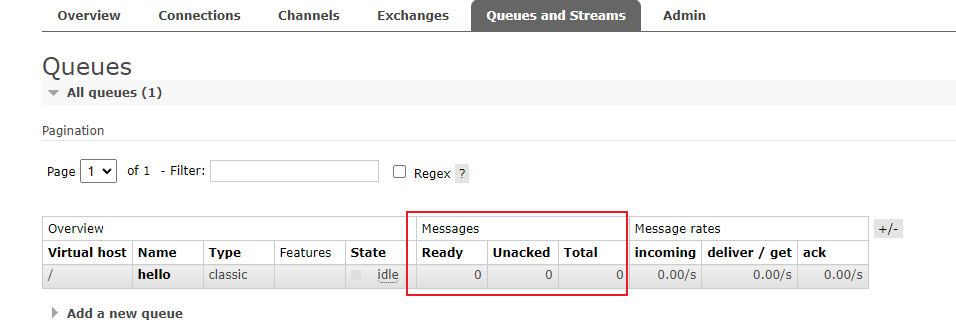 Overview Connections Channels Exchanges Queues and Streams Admin
Queues
All queues (1)
Pagination
Page 1 of 1 - Filter: Regex ?
Overview Messages Message rates +/-
Virtual host Name Type Features State Ready Unacked Total incoming deliver / get ack
/ hello classic idle 0 0 0 0.00/s 0.00/s 0.00/s
Add a new queue